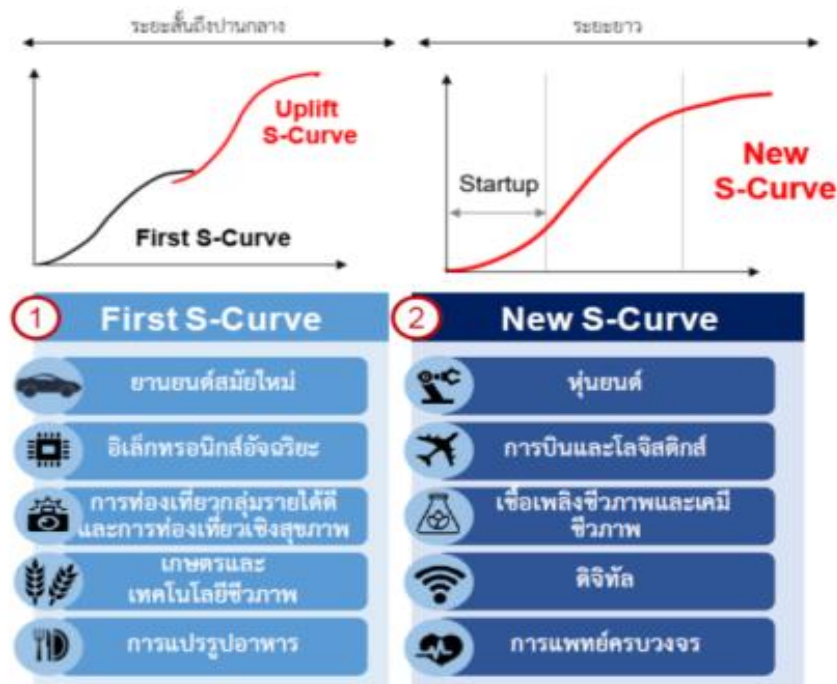 ระยะสั้นถึงปานกลาง
ระยะยาว
Uplift
S-Curve
First S-Curve
Startup
New
S-Curve
1 First S-Curve
ยานยนต์สมัยใหม่
อิเล็กทรอนิกส์อัจฉริยะ
การท่องเที่ยวกลุ่มรายได้ดี
และการท่องเที่ยวเชิงสุขภาพ
เกษตรและ
เทคโนโลยีชีวภาพ
การแปรรูปอาหาร
2 New S-Curve
หุ่นยนต์
การบินและโลจิสติกส์
เชื้อเพลิงชีวภาพและเคมี
ชีวภาพ
ดิจิทัล
การแพทย์ครบวงจร